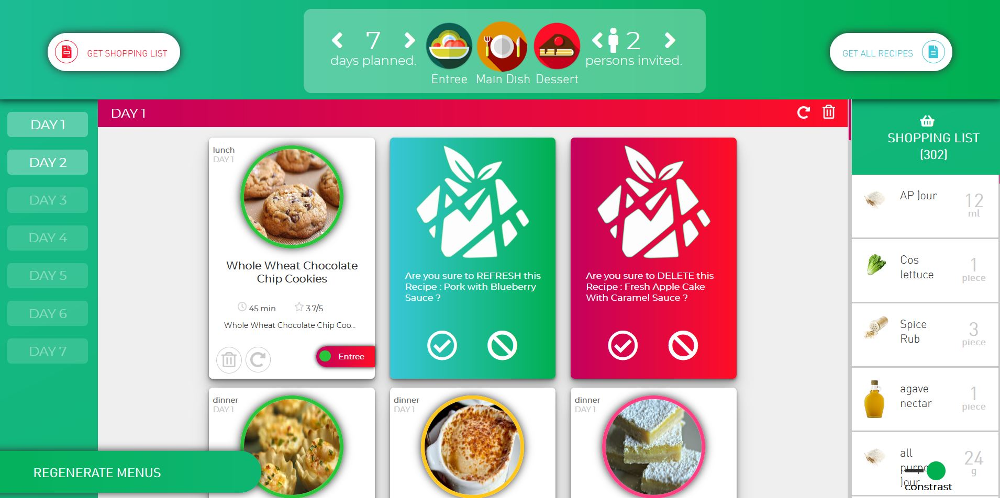 GET SHOPPING LIST
7
days planned.
Entree
Main Dish
Dessert
2
persons invited.
GET ALL RECIPES
DAY 1
DAY 2
DAY 3
DAY 4
DAY 5
DAY 6
DAY 7
REGENERATE MENUS
DAY 1
lunch
DAY 1
Whole Wheat Chocolate
Chip Cookies
45 min
3.7/5
Whole Wheat Chocolate Chip Coo...
Entree
Are you sure to REFRESH this
Recipe : Pork with Blueberry
Sauce ?
Are you sure to DELETE this
Recipe : Fresh Apple Cake
With Caramel Sauce ?
dinner
DAY 1
dinner
DAY 1
dinner
DAY 1
SHOPPING LIST
(302)
AP )our
12
ml
Cos
lettuce
1
piece
Spice
Rub
3
piece
agave
nectar
1
piece
all
24
g
)our
constrast